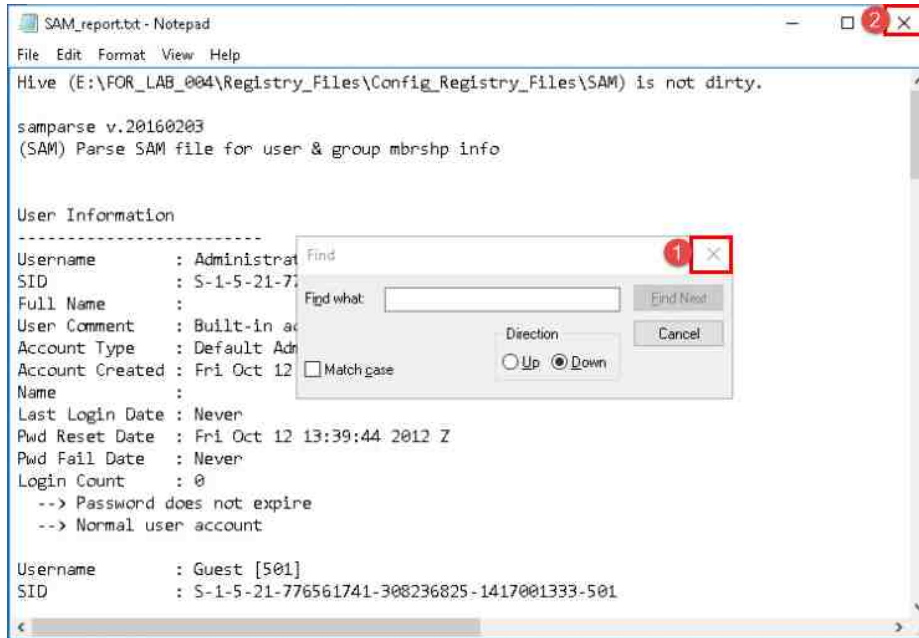 SAM_report.txt - Notepad
2
File Edit Format View Help
Hive (E:\FOR_LAB_004\Registry_Files\Config_Registry_Files\SAM) is not dirty.
samparse v.20160203
(SAM) Parse SAM file for user & group mbrshp info
User Information
-------------------------
Username : Administrat
SID : S-1-5-21-77
Full Name :
User Comment : Built-in ac
Account Type : Default Adm
Account Created : Fri Oct 12
Name :
Last Login Date : Never
Pwd Reset Date : Fri Oct 12 13:39:44 2012 Z
Pwd Fail Date : Never
Login Count : 0
--> Password does not expire
--> Normal user account
Username : Guest [501]
SID : S-1-5-21-776561741-308236825-1417001333-501
Find
1
Find what:
Find Next
Direction
Cancel
Match case
Up Down